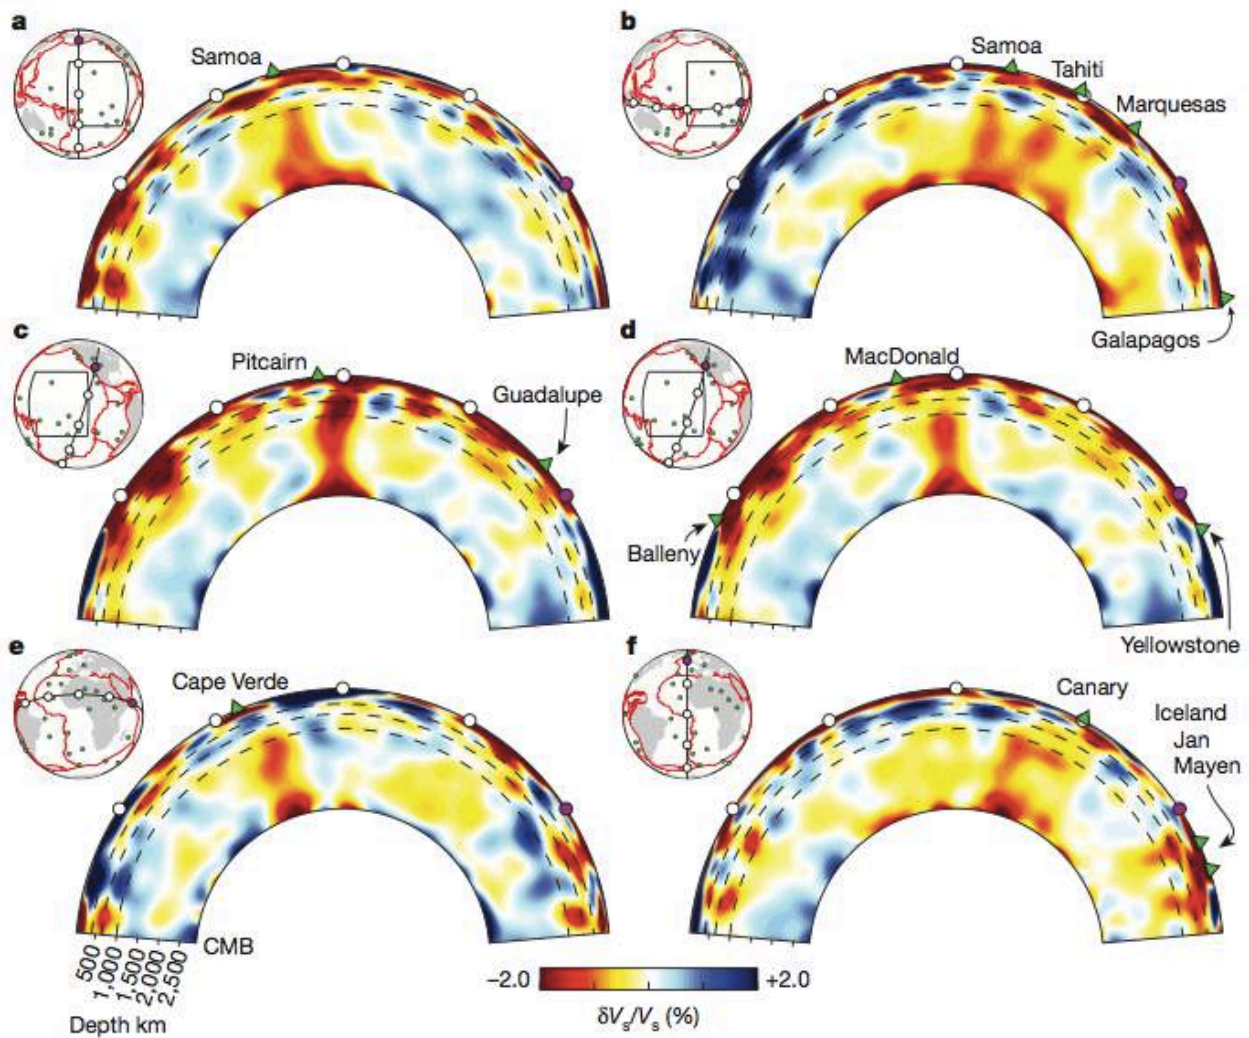 a
Samoa
b
Samoa
Tahiti
Marquesas
Galapagos
c
Pitcairn
Guadalupe
d
MacDonald
Balleny
Yellowstone
e
Cape Verde
CMB
500
1,000
1,500
2,000
2,500
Depth km
f
Canary
Iceland
Jan
Mayen
–2.0
+2.0
δVs/Vs (%)